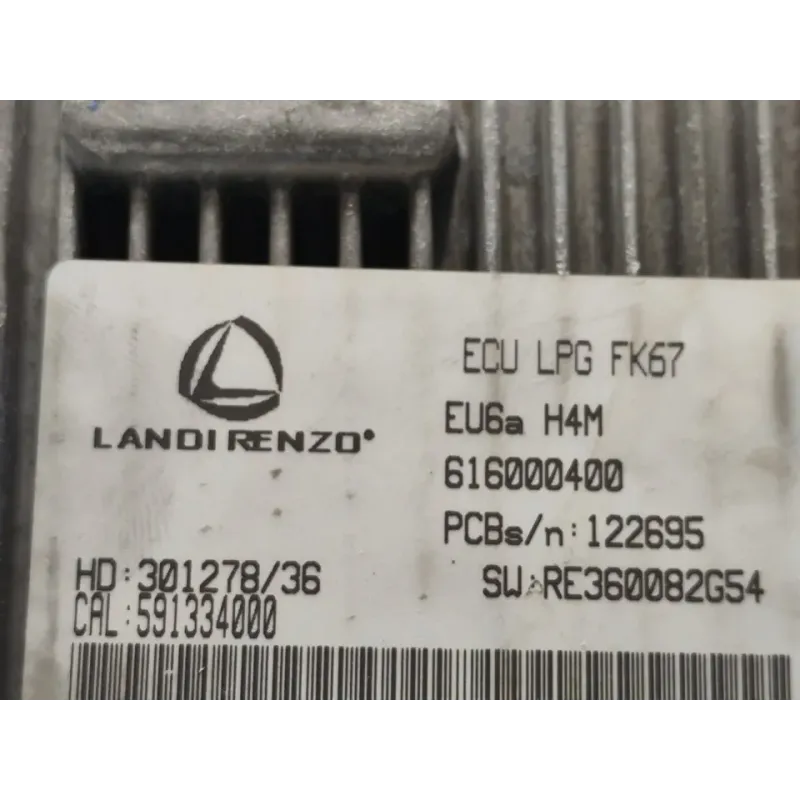 LANDI RENZO®
ECU LPG FK67
EU6a H4M
616000400
PCBs/n:122695
HD:301278/36
SW:RE360082G54
CAL:591334000